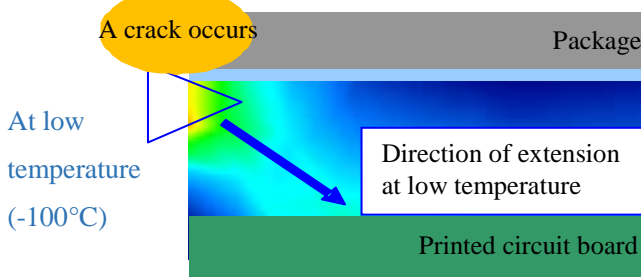 A crack occurs
Package
At low
temperature
(-100°C)
Direction of extension
at low temperature
Printed circuit board